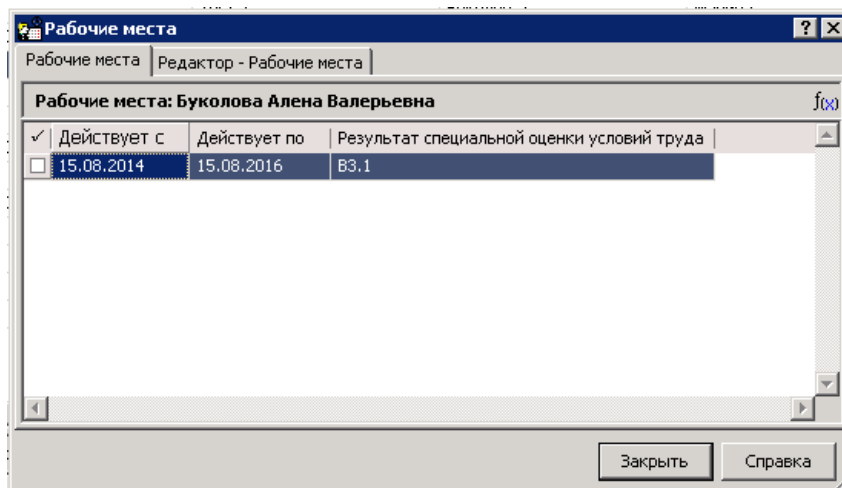 Рабочие места
Рабочие места Редактор - Рабочие места
Рабочие места: Буколова Алена Валерьевна f(x)
Действует с Действует по Результат специальной оценки условий труда
15.08.2014 15.08.2016 В3.1
Закрыть Справка